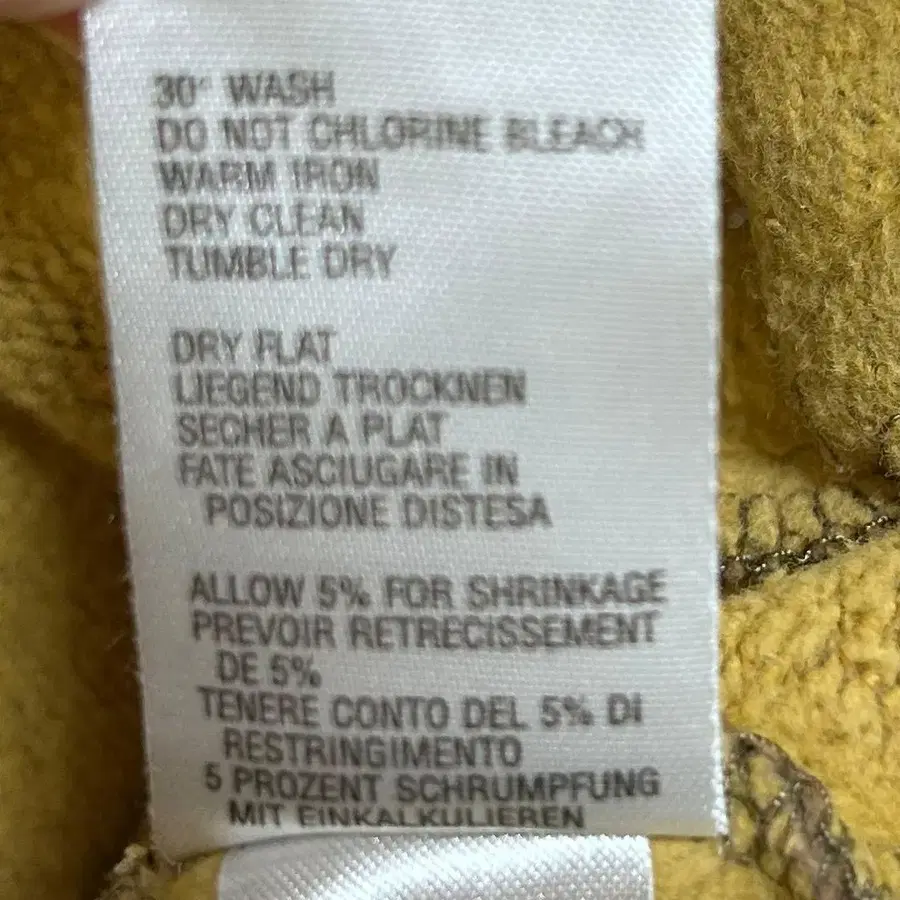 30° WASH
DO NOT CHLORINE BLEACH
WARM IRON
DRY CLEAN
TUMBLE DRY
DRY FLAT
LIEGEND TROCKNEN
SECHER A PLAT
FATE ASCIUGARE IN
POSIZIONE DISTESA
ALLOW 5% FOR SHRINKAGE
PREVOIR RETRECISSEMENT
DE 5%
TENERE CONTO DEL 5% DI
RESTRINGIMENTO
5 PROZENT SCHRUMPFUNG
MIT EINKALKULIEREN